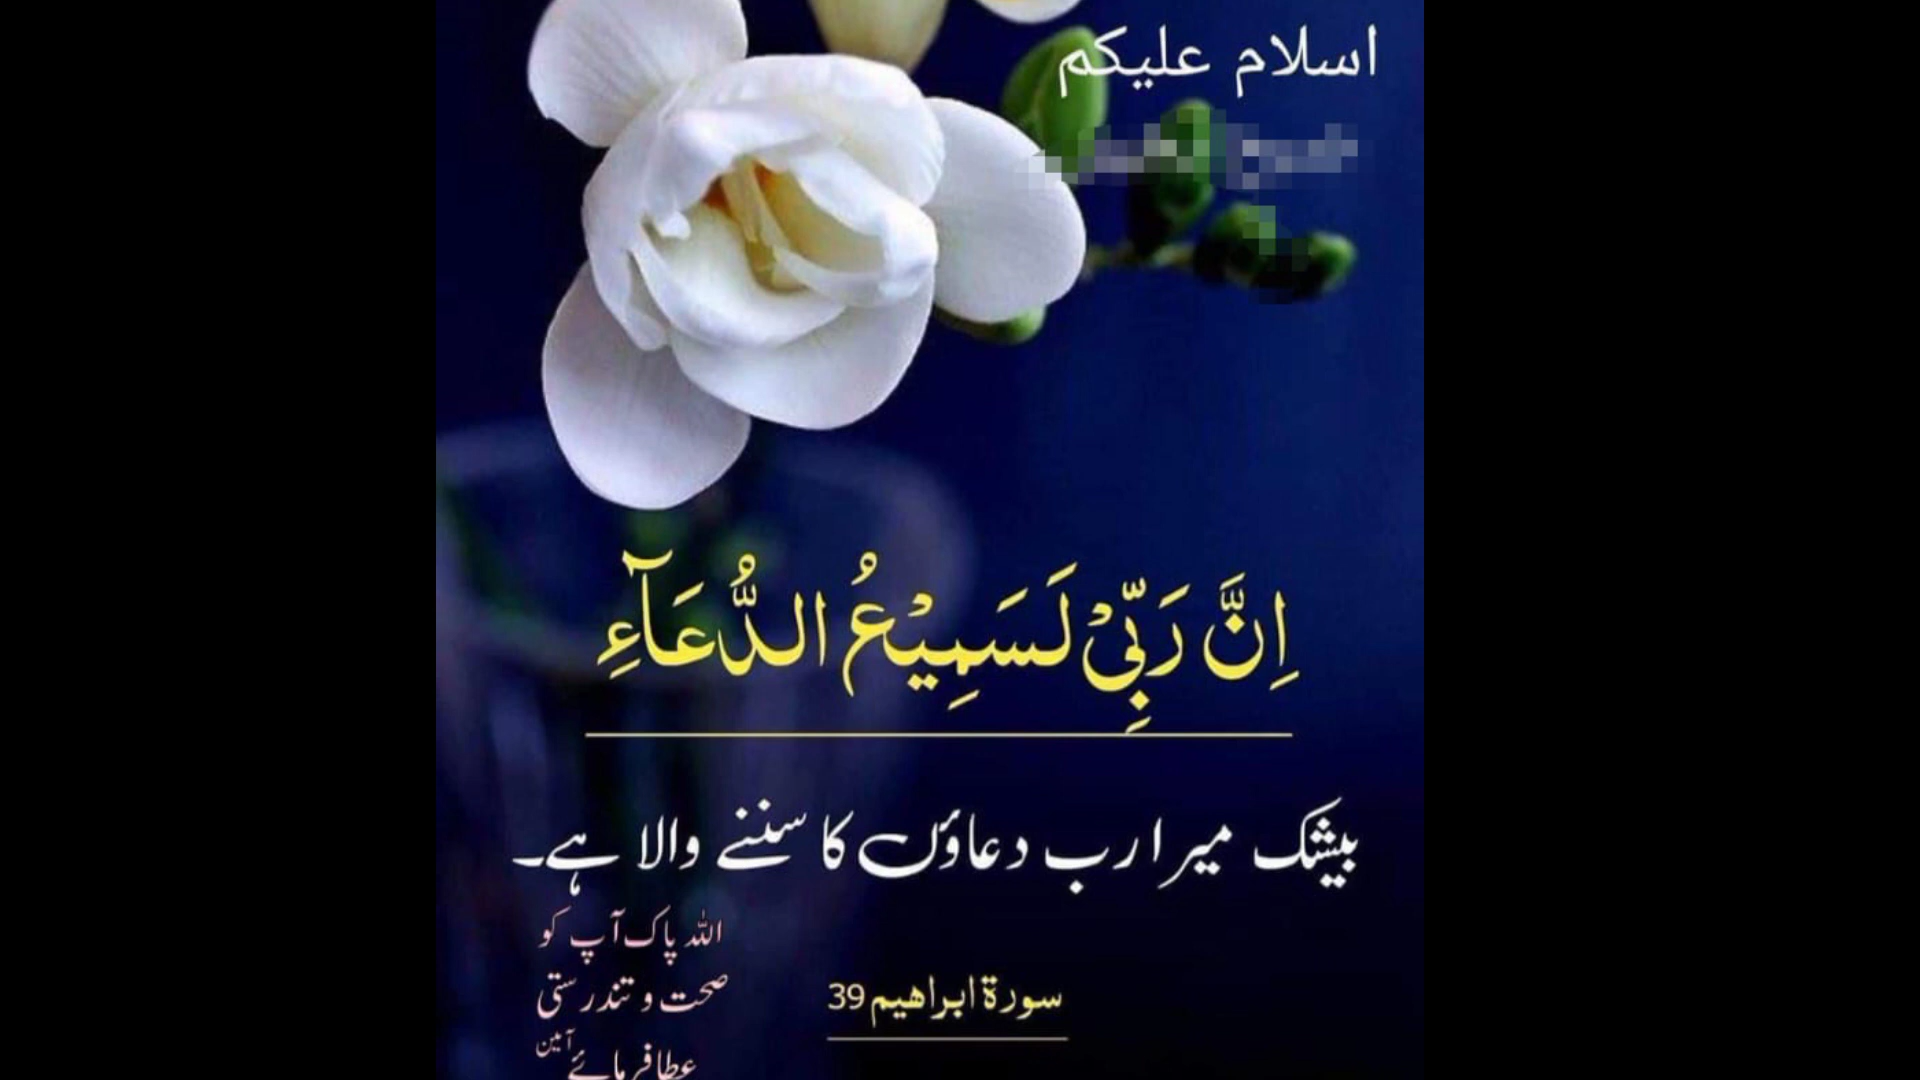 اسلام علیکم
اِنَّ رَبِّیْ لَسَمِیْعُ الدُّعَآءِ
بیشک میرا رب دعاؤں کا سننے والا ہے۔
اللہ پاک آپ کو
صحت و تندرستی
عطا فرمائے آمین
سورۃ ابراھیم 39